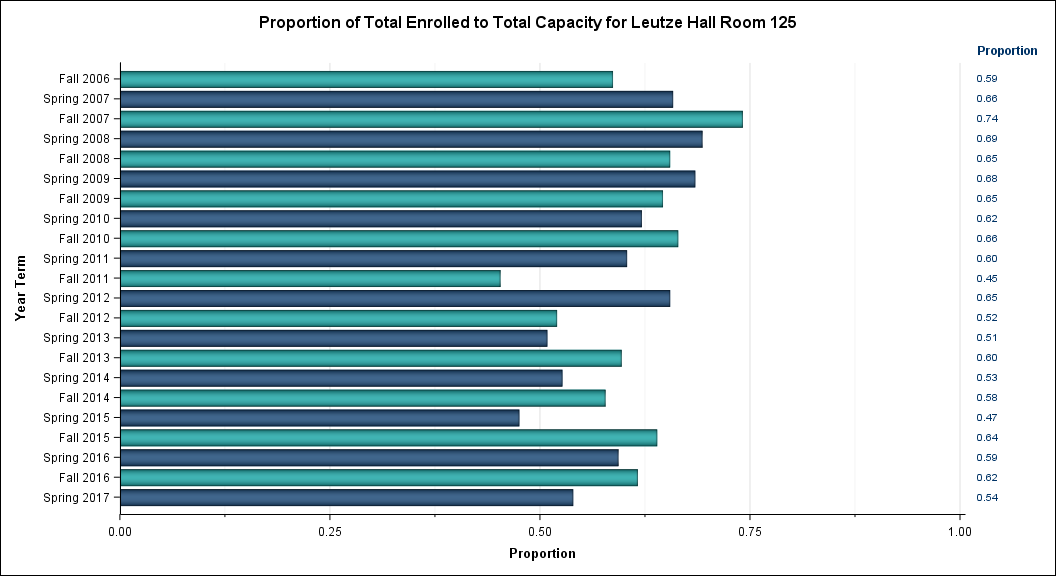 Proportion of Total Enrolled to Total Capacity for Leutze Hall Room 125
Proportion
Fall 2006 0.59
Spring 2007 0.66
Fall 2007 0.74
Spring 2008 0.69
Fall 2008 0.65
Spring 2009 0.68
Fall 2009 0.65
Spring 2010 0.62
Fall 2010 0.66
Spring 2011 0.60
Fall 2011 0.45
Spring 2012 0.65
Fall 2012 0.52
Spring 2013 0.51
Fall 2013 0.60
Spring 2014 0.53
Fall 2014 0.58
Spring 2015 0.47
Fall 2015 0.64
Spring 2016 0.59
Fall 2016 0.62
Spring 2017 0.54
Year Term
0.00 0.25 0.50 0.75 1.00
Proportion